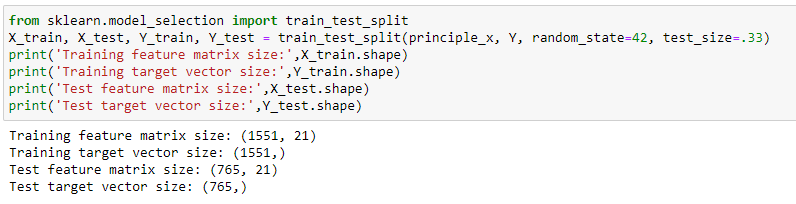 from sklearn.model_selection import train_test_split
X_train, X_test, Y_train, Y_test = train_test_split(principle_x, Y, random_state=42, test_size=.33)
print('Training feature matrix size:',X_train.shape)
print('Training target vector size:',Y_train.shape)
print('Test feature matrix size:',X_test.shape)
print('Test target vector size:',Y_test.shape)
Training feature matrix size: (1551, 21)
Training target vector size: (1551,)
Test feature matrix size: (765, 21)
Test target vector size: (765,)